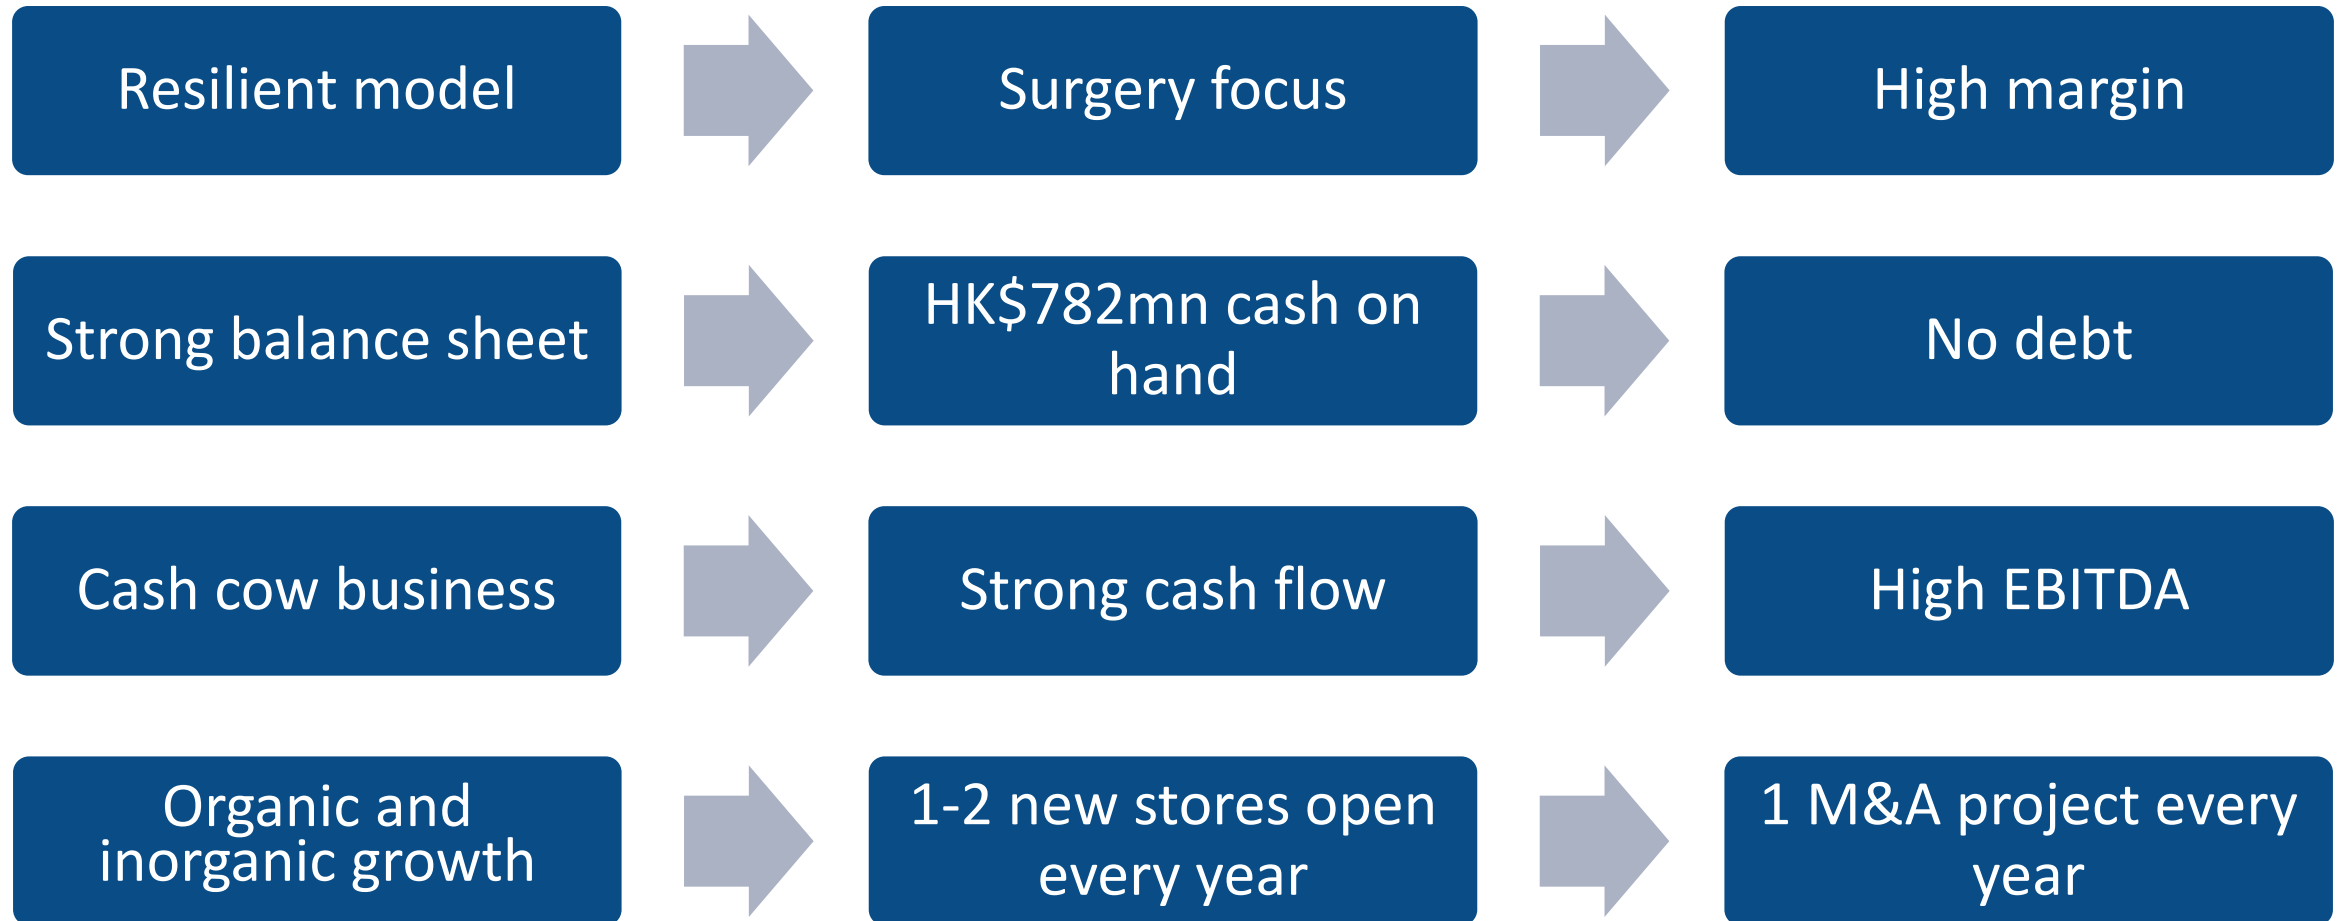 Resilient model
Surgery focus
High margin
Strong balance sheet
HK$782mn cash on
hand
No debt
Cash cow business
Strong cash flow
High EBITDA
Organic and
inorganic growth
1-2 new stores open
every year
1 M&A project every
year